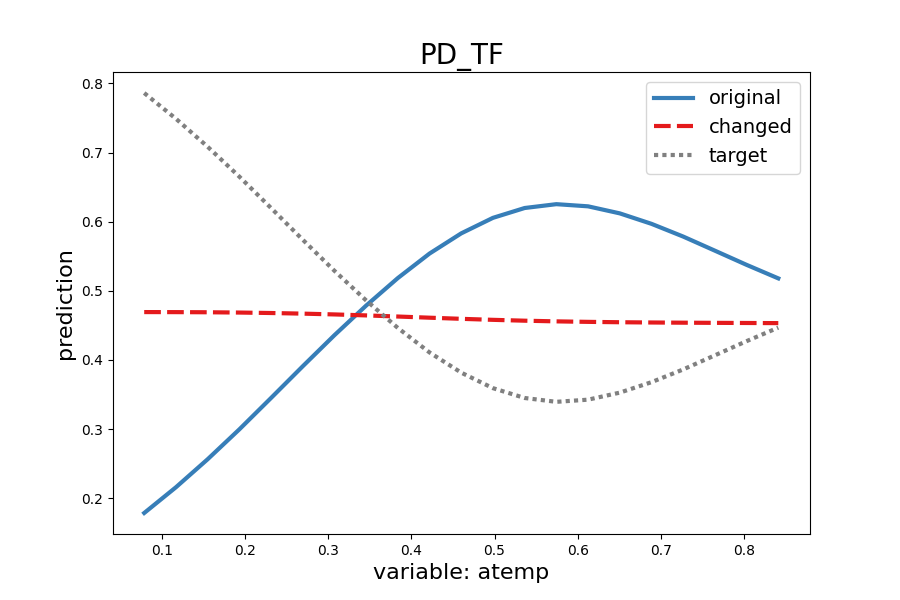 PD_TF
original
changed
target
prediction
0.8
0.7
0.6
0.5
0.4
0.3
0.2
0.1 0.2 0.3 0.4 0.5 0.6 0.7 0.8
variable: atemp